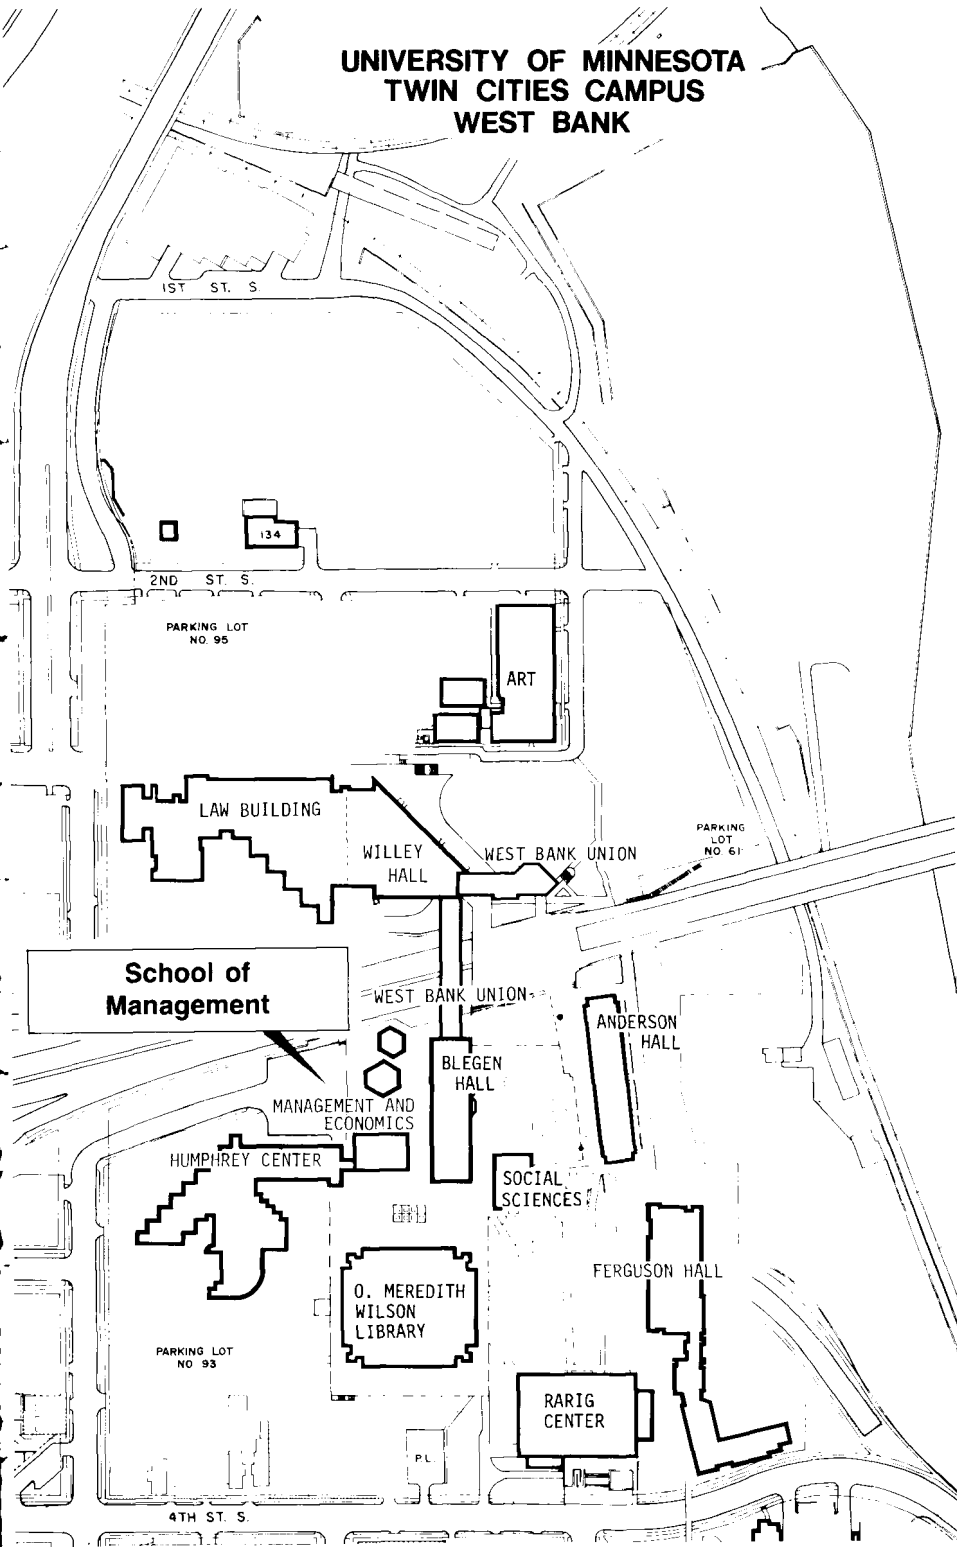 UNIVERSITY OF MINNESOTA
TWIN CITIES CAMPUS
WEST BANK
1ST ST. S.
134
2ND ST. S.
PARKING LOT
NO. 95
ART
LAW BUILDING
WILLEY
HALL
WEST BANK UNION
PARKING
LOT
NO. 61
School of
Management
WEST BANK UNION
ANDERSON
HALL
BLEGEN
HALL
MANAGEMENT AND
ECONOMICS
HUMPHREY CENTER
SOCIAL
SCIENCES
FERGUSON HALL
O. MEREDITH
WILSON
LIBRARY
PARKING LOT
NO 93
RARIG
CENTER
P.L.
4TH ST. S.